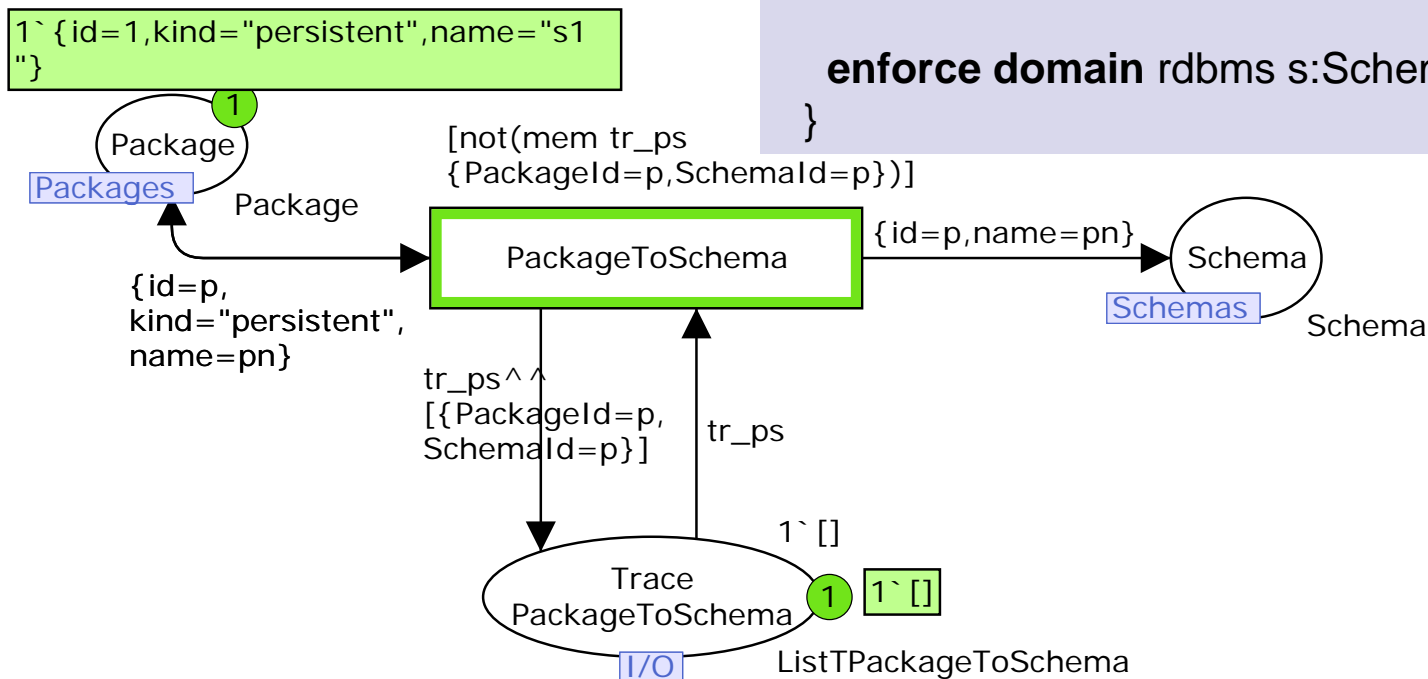 1`{id=1,kind="persistent",name="s1
"}
1
Package
Packages
Package
enforce domain rdbms
}
[not(mem tr_ps
{PackageId=p,SchemaId=p})]
PackageToSchema
{id=p,name=pn}
Schema
Schemas
Schema
{id=p,
kind="persistent",
name=pn}
tr_ps^^
[{PackageId=p,
SchemaId=p}]
tr_ps
1`[]
Trace
PackageToSchema
1
1`[]
I/O
ListTPackageToSchema